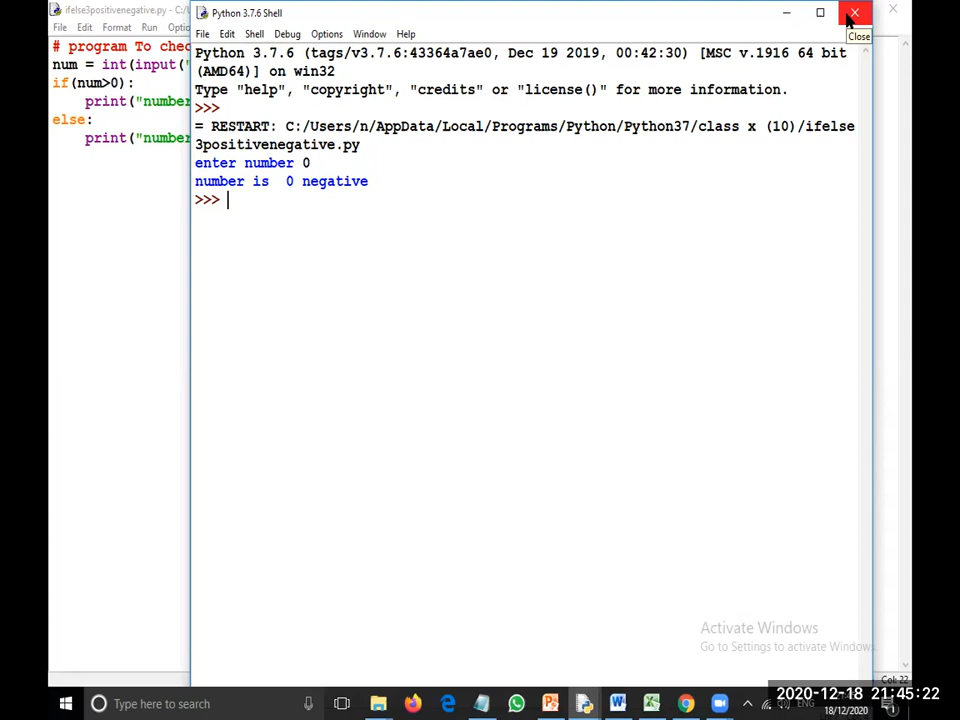 ifelse3positivenegative.py - C:/
Python 3.7.6 Shell
File Edit Format Run
File Edit Shell Debug Options Window Help
Close
# program To chec
num = int(input("
if(num>0):
print("number
else:
print("number
Python 3.7.6 (tags/v3.7.6:43364a7ae0, Dec 19 2019, 00:42:30) [MSC v.1916 64 bit
(AMD64)] on win32
Type "help", "copyright", "credits" or "license()" for more information.
>>>
= RESTART: C:/Users/n/AppData/Local/Programs/Python/Python37/class x (10)/ifelse
3positivenegative.py
enter number 0
number is  0 negative
>>>
Activate Windows
Go to Settings to activate Windows
Col: 22
Type here to search
ENG
2020-12-18 21:45:22
18/12/2020